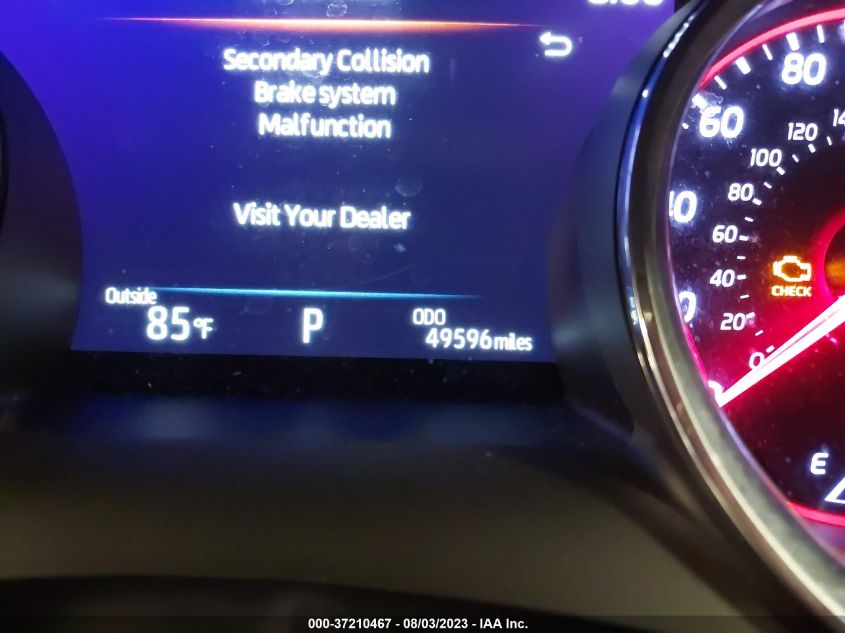 Secondary Collision
Brake system
Malfunction
Visit Your Dealer
Outside
85°F
P
ODO
49596 miles
80
60
120
100
80
60
40
20
0
CHECK
E
000-37210467 - 08/03/2023 - IAA Inc.